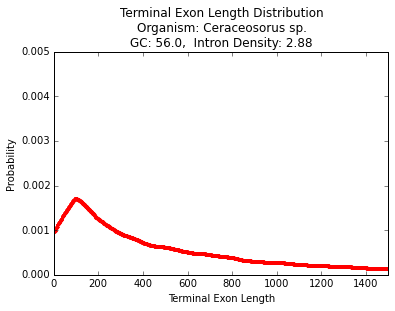 Terminal Exon Length Distribution
Organism: Ceraceosorus sp.
GC: 56.0,  Intron Density: 2.88
0.005
0.004
0.003
0.002
0.001
0.000
Probability
0 200 400 600 800 1000 1200 1400
Terminal Exon Length